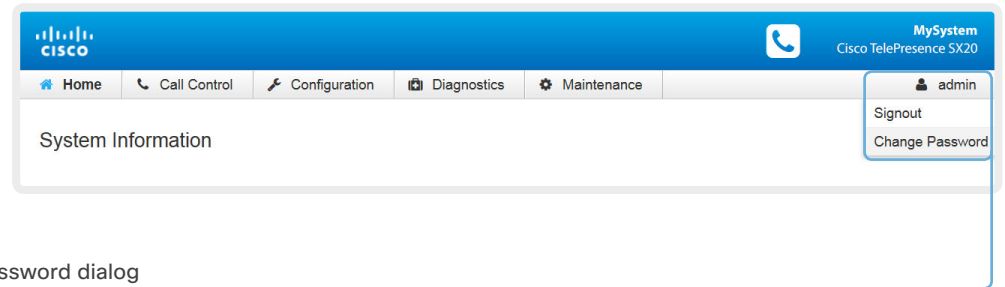 CISCO
MySystem
Cisco TelePresence SX20
Home Call Control Configuration Diagnostics Maintenance admin
Signout
Change Password
System Information
ssword dialog